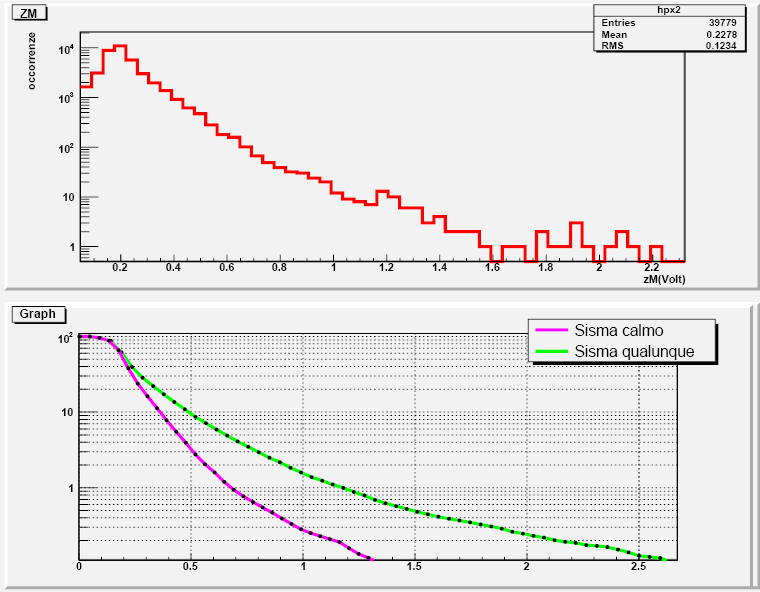 ZM
hpx2
Entries 39779
Mean 0.2278
RMS 0.1234
occorrenze
10⁴
10³
10²
10
1
0.2 0.4 0.6 0.8 1 1.2 1.4 1.6 1.8 2 2.2
zM(Volt)
Graph
Sisma calmo
Sisma qualunque
10²
10
1
0 0.5 1 1.5 2 2.5